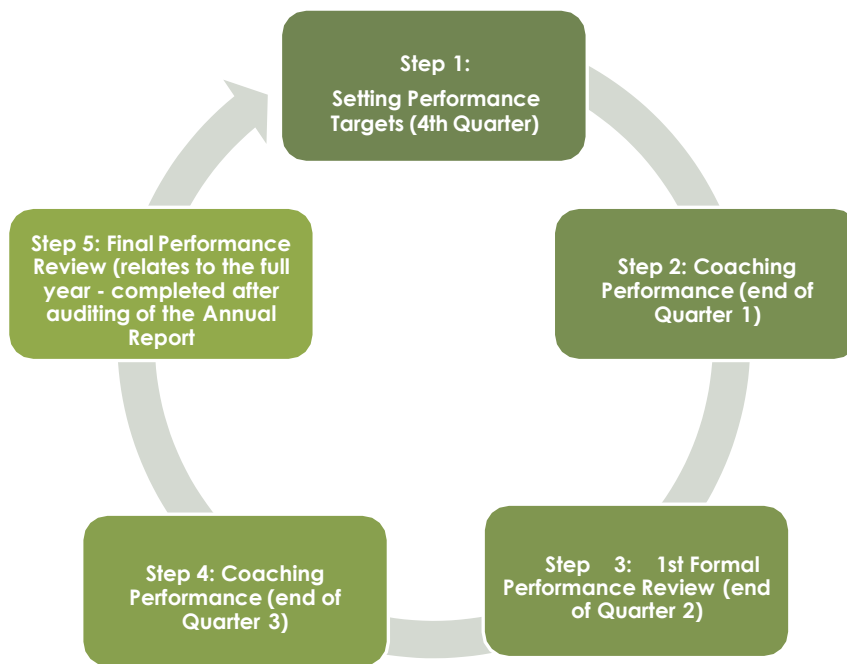 Step 1:
Setting Performance
Targets (4th Quarter)
Step 2: Coaching
Performance (end of
Quarter 1)
Step 3: 1st Formal
Performance Review (end
of Quarter 2)
Step 4: Coaching
Performance (end of
Quarter 3)
Step 5: Final Performance
Review (relates to the full
year - completed after
auditing of the Annual
Report